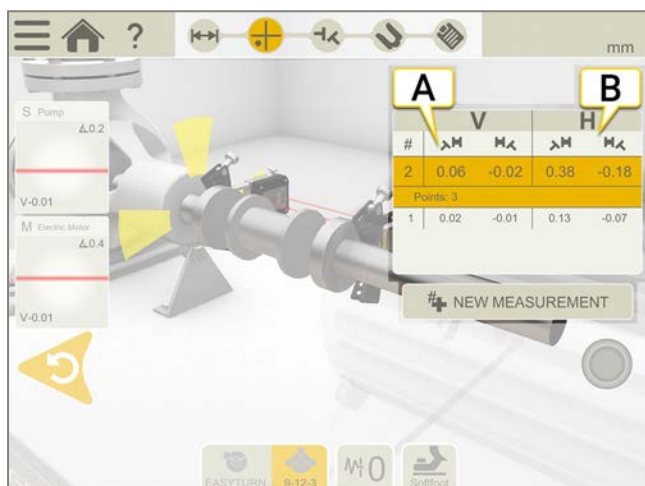 ?
mm
A
B
S Pump
∡0.2
V-0.01
M Electric Motor
∡0.4
V-0.01
V H
#
2 0.06 -0.02 0.38 -0.18
Points: 3
1 0.02 -0.01 0.13 -0.07
# NEW MEASUREMENT
EASYTURN 9-12-3 0 Softfoot